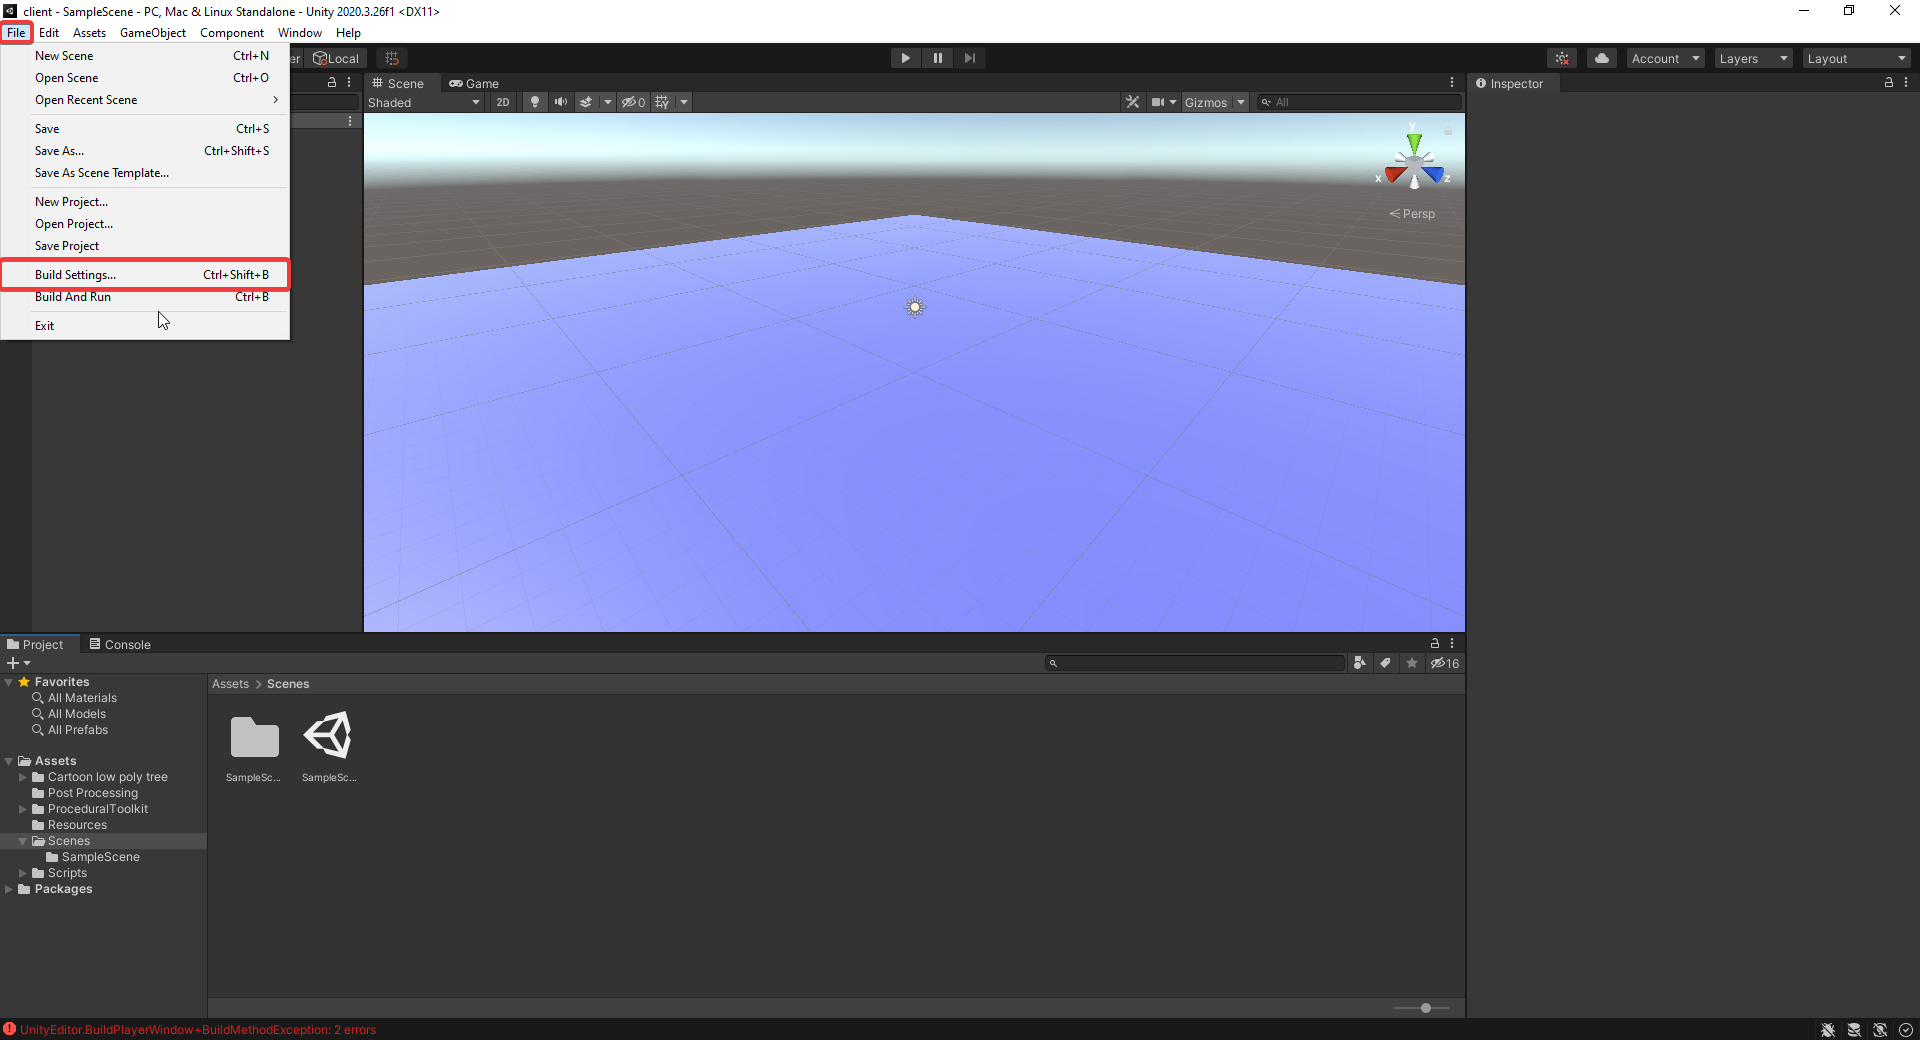 client - SampleScene - PC, Mac & Linux Standalone - Unity 2020.3.26f1 <DX11>
File Edit Assets GameObject Component Window Help
New Scene Ctrl+N
Open Scene Ctrl+O
Open Recent Scene
Save Ctrl+S
Save As... Ctrl+Shift+S
Save As Scene Template...
New Project...
Open Project...
Save Project
Build Settings... Ctrl+Shift+B
Build And Run Ctrl+B
Exit
er Local
Account Layers Layout
Scene Game
Shaded 2D 0 Gizmos All
y
x z
Persp
Inspector
Project Console
16
Favorites
All Materials
All Models
All Prefabs
Assets
Cartoon low poly tree
Post Processing
ProceduralToolkit
Resources
Scenes
SampleScene
Scripts
Packages
Assets > Scenes
SampleSc... SampleSc...
UnityEditor.BuildPlayerWindow+BuildMethodException: 2 errors